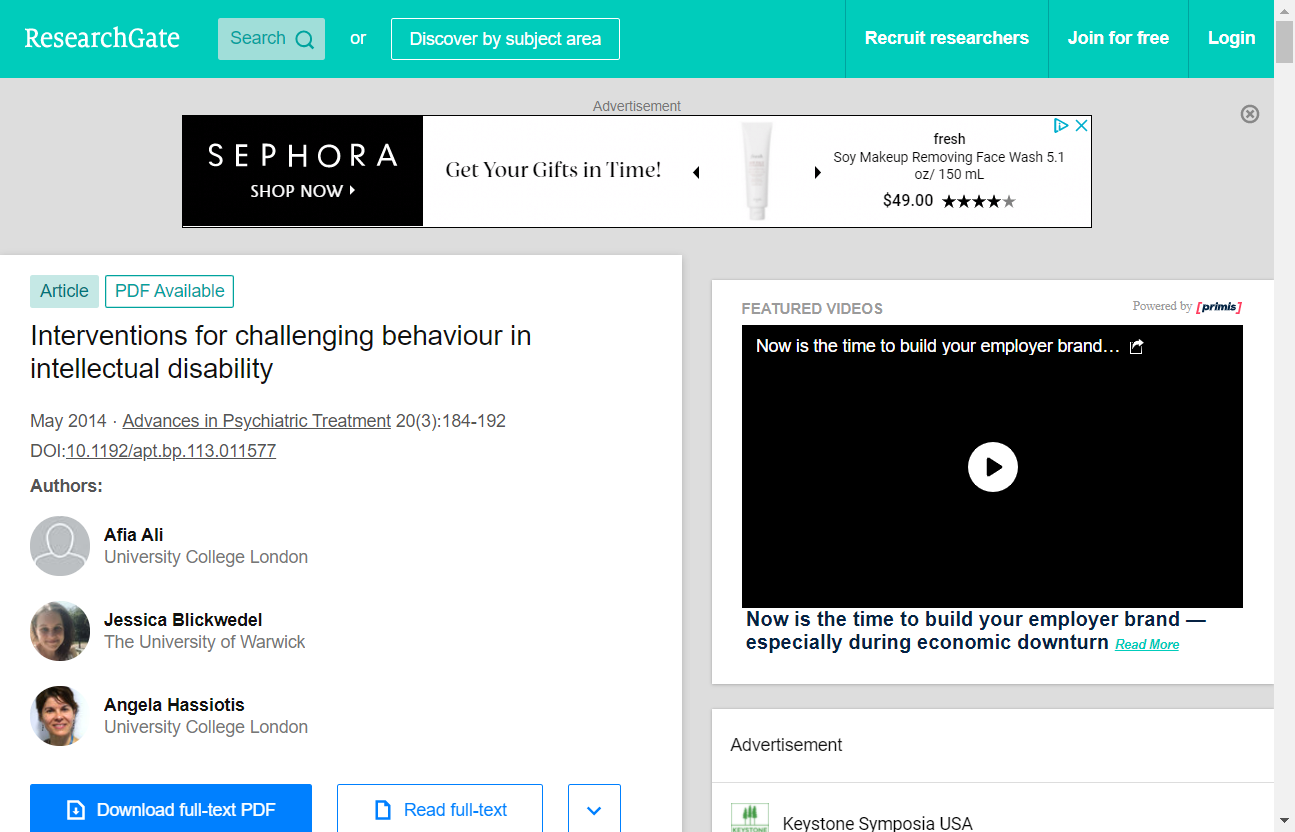 ResearchGate
Search
or
Discover by subject area
Recruit researchers
Join for free
Login
Advertisement
SEPHORA
SHOP NOW
Get Your Gifts in Time!
fresh
Soy Makeup Removing Face Wash 5.1
oz/ 150 mL
$49.00
Article
PDF Available
Interventions for challenging behaviour in
intellectual disability
May 2014 · Advances in Psychiatric Treatment 20(3):184-192
DOI:10.1192/apt.bp.113.011577
Authors:
Afia Ali
University College London
Jessica Blickwedel
The University of Warwick
Angela Hassiotis
University College London
Download full-text PDF
Read full-text
FEATURED VIDEOS
Powered by [primis]
Now is the time to build your employer brand…
Now is the time to build your employer brand —
especially during economic downturn Read More
Advertisement
KEYSTONE
Keystone Symposia USA